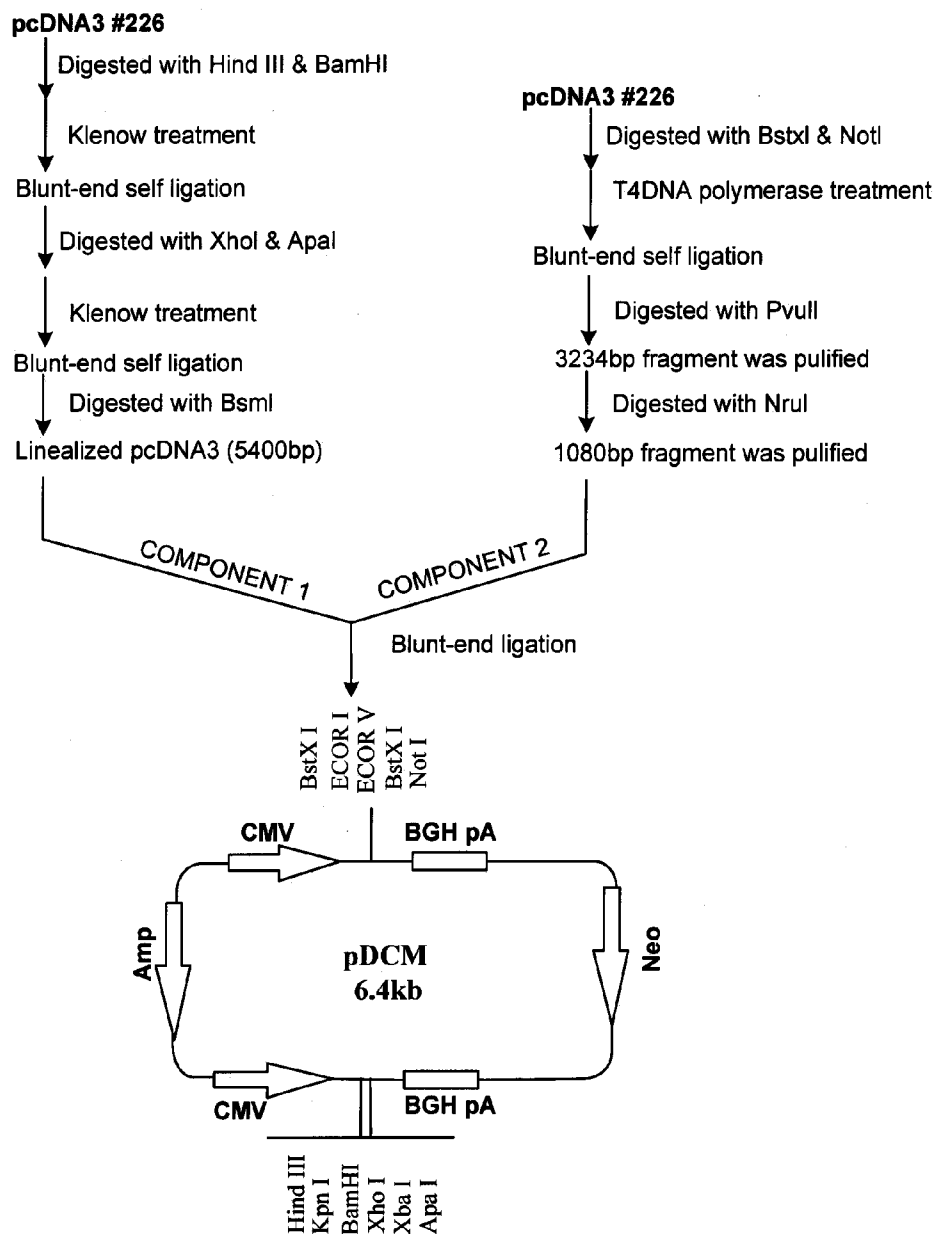 pcDNA3 #226
Digested with Hind III & BamHI
Klenow treatment
Blunt-end self ligation
Digested with XhoI & ApaI
Klenow treatment
Blunt-end self ligation
Digested with BsmI
Linealized pcDNA3 (5400bp)
pcDNA3 #226
Digested with BstxI & NotI
T4DNA polymerase treatment
Blunt-end self ligation
Digested with PvuII
3234bp fragment was pulified
Digested with NruI
1080bp fragment was pulified
COMPONENT 1
COMPONENT 2
Blunt-end ligation
BstX I
ECOR I
ECOR V
BstX I
Not I
CMV
BGH pA
Amp
pDCM
6.4kb
Neo
CMV
BGH pA
Hind III
Kpn I
BamHI
Xho I
Xba I
Apa I